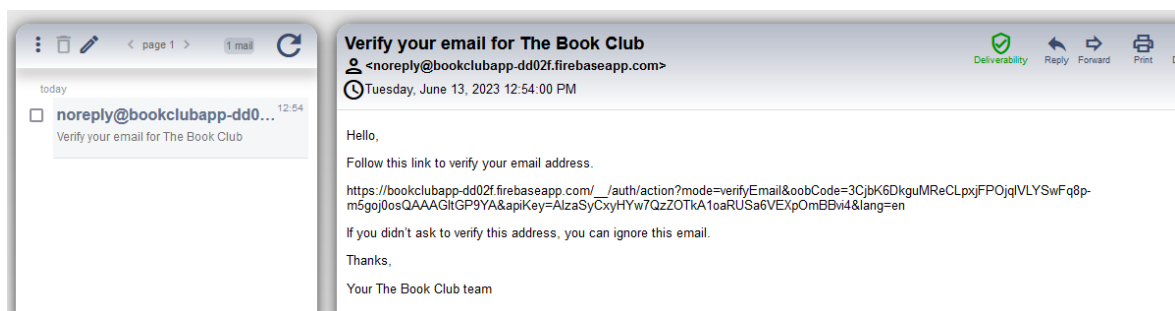 page 1
1 mail
today
noreply@bookclubapp-dd0...
12:54
Verify your email for The Book Club
Verify your email for The Book Club
<noreply@bookclubapp-dd02f.firebaseapp.com>
Tuesday, June 13, 2023 12:54:00 PM
Deliverability
Reply
Forward
Print
D
Hello,
Follow this link to verify your email address.
https://bookclubapp-dd02f.firebaseapp.com/__/auth/action?mode=verifyEmail&oobCode=3CjbK6DkguMReCLpxjFPOjqlVLYSwFq8p-
m5goj0osQAAAGltGP9YA&apiKey=AIzaSyCxyHYw7QzZOTkA1oaRUSa6VEXpOmBBvi4&lang=en
If you didn't ask to verify this address, you can ignore this email.
Thanks,
Your The Book Club team